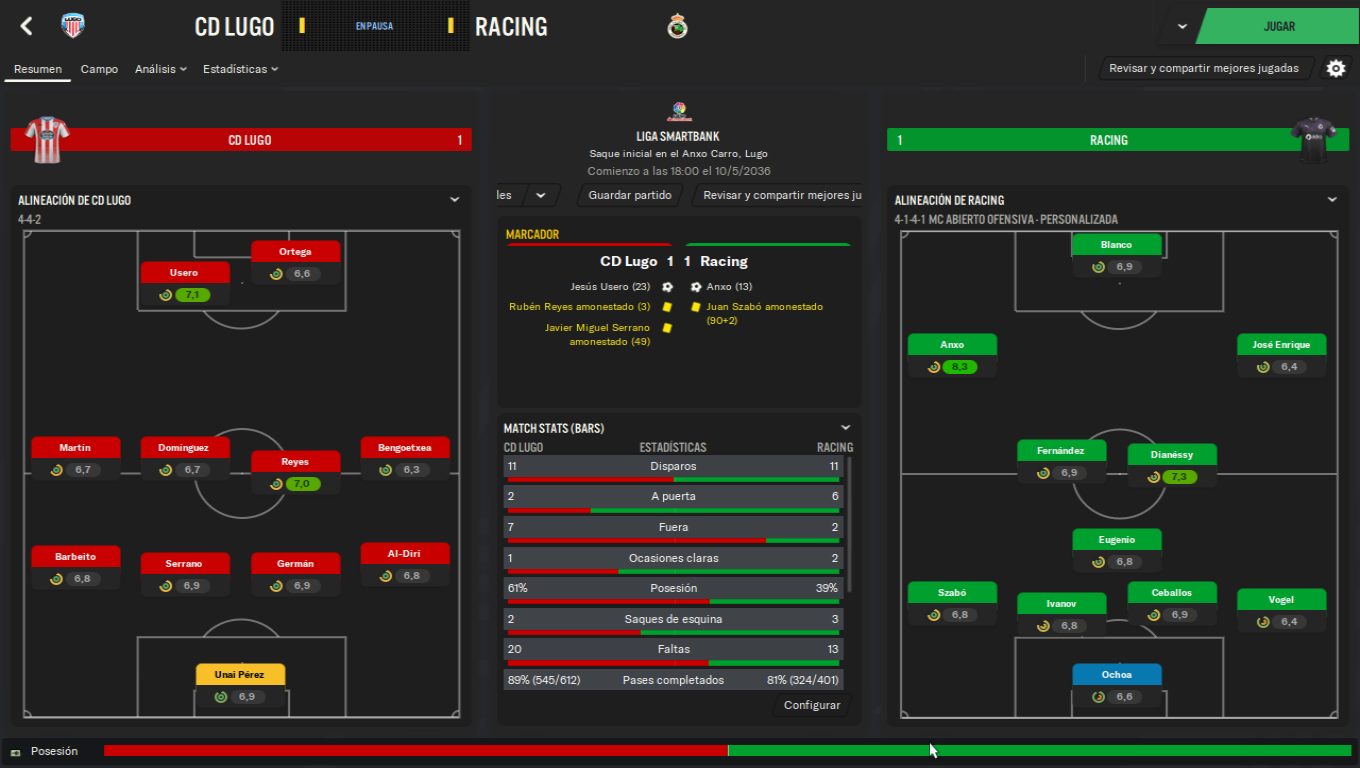 CD LUGO
EN PAUSA
RACING
JUGAR
Resumen
Campo
Análisis
Estadísticas
Revisar y compartir mejores jugadas
CD LUGO
1
LIGA SMARTBANK
Saque inicial en el Anxo Carro, Lugo
Comienzo a las 18:00 el 10/5/2036
les
Guardar partido
Revisar y compartir mejores ju
1
RACING
ALINEACIÓN DE CD LUGO
4-4-2
Ortega
6,6
Usero
7,1
Martín
6,7
Domínguez
6,7
Reyes
7,0
Bengoetxea
6,3
Barbeito
6,8
Serrano
6,9
Germán
6,9
Al-Diri
6,8
Unai Pérez
6,9
MARCADOR
CD Lugo 1 1 Racing
Jesús Usero (23)
Anxo (13)
Rubén Reyes amonestado (3)
Juan Szabó amonestado
(90+2)
Javier Miguel Serrano
amonestado (49)
MATCH STATS (BARS)
CD LUGO ESTADÍSTICAS RACING
11 Disparos 11
2 A puerta 6
7 Fuera 2
1 Ocasiones claras 2
61% Posesión 39%
2 Saques de esquina 3
20 Faltas 13
89% (545/612) Pases completados 81% (324/401)
Configurar
ALINEACIÓN DE RACING
4-1-4-1 MC ABIERTO OFENSIVA - PERSONALIZADA
Blanco
6,9
Anxo
8,3
José Enrique
6,4
Fernández
6,9
Dianéssy
7,3
Eugenio
6,8
Szabó
6,8
Ivanov
6,8
Ceballos
6,9
Vogel
6,4
Ochoa
6,6
Posesión